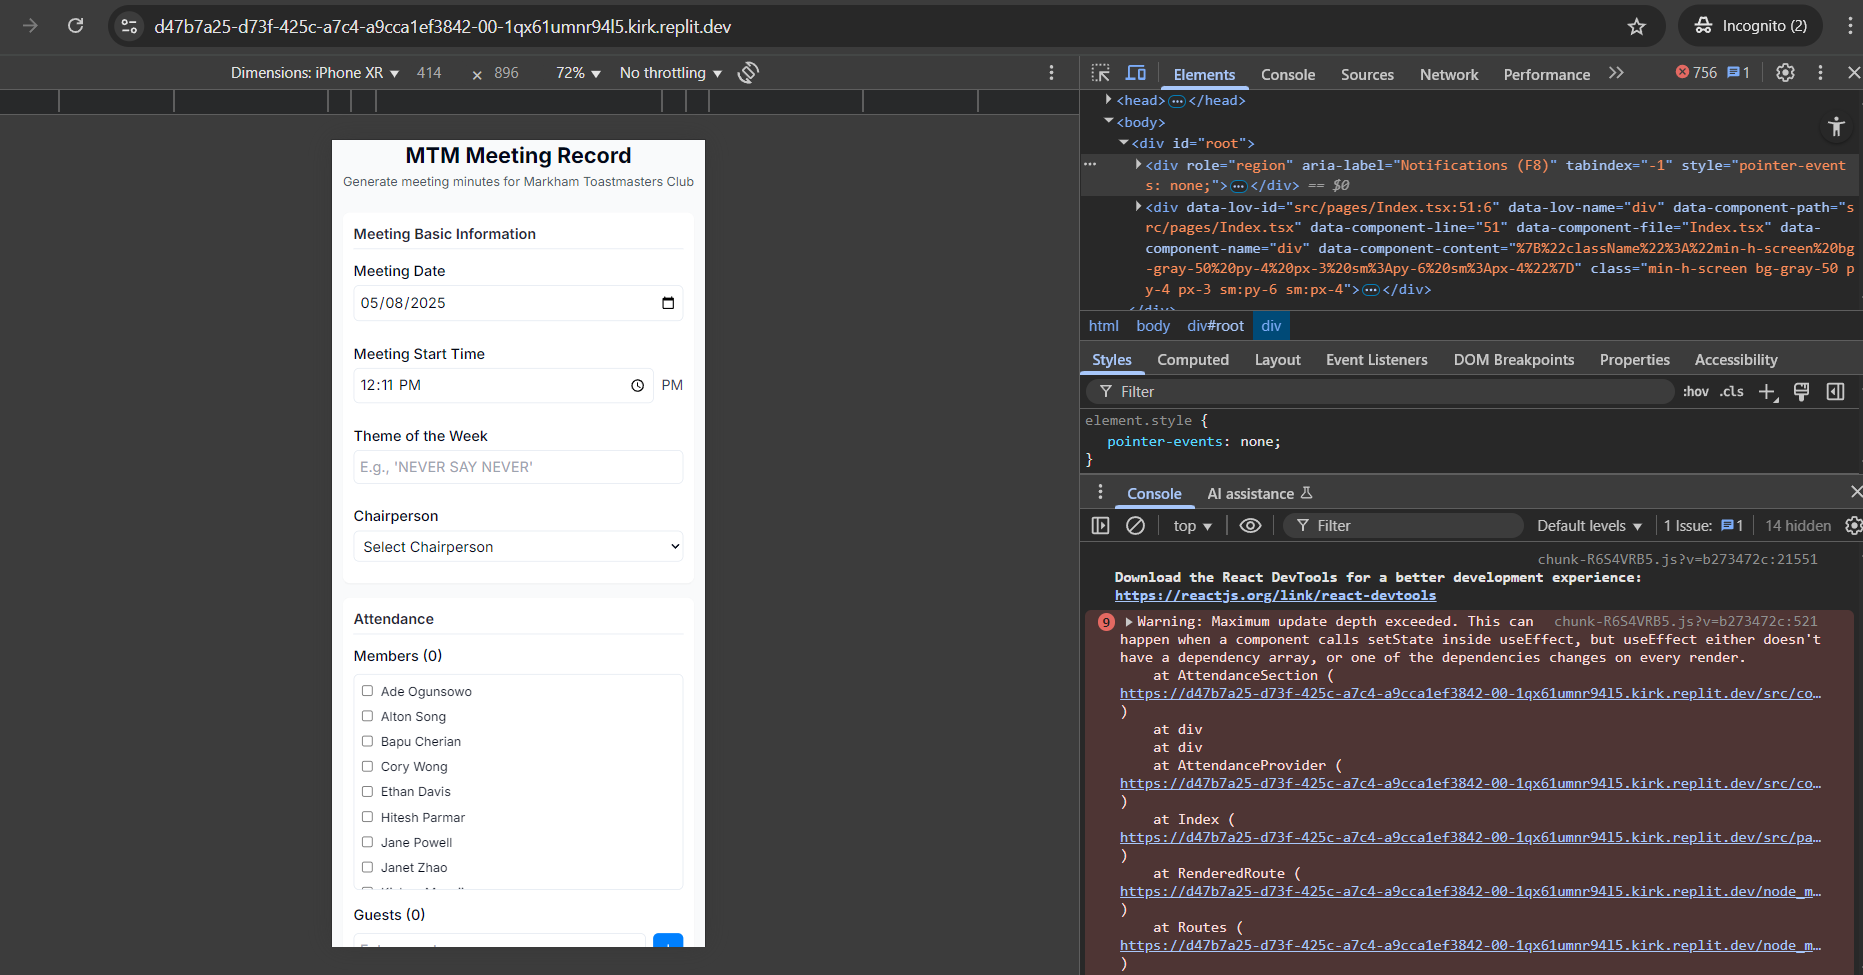 d47b7a25-d73f-425c-a7c4-a9cca1ef3842-00-1qx61umnr94l5.kirk.replit.dev
Incognito (2)
Dimensions: iPhone XR 414 × 896 72% No throttling
MTM Meeting Record
Generate meeting minutes for Markham Toastmasters Club
Meeting Basic Information
Meeting Date
05/08/2025
Meeting Start Time
12:11 PM PM
Theme of the Week
E.g., 'NEVER SAY NEVER'
Chairperson
Select Chairperson
Attendance
Members (0)
Ade Ogunsowo
Alton Song
Bapu Cherian
Cory Wong
Ethan Davis
Hitesh Parmar
Jane Powell
Janet Zhao
Guests (0)
Elements Console Sources Network Performance 756 1
<head> ••• </head>
<body>
<div id="root">
••• <div role="region" aria-label="Notifications (F8)" tabindex="-1" style="pointer-event
s: none;"> ••• </div> == $0
<div data-lov-id="src/pages/Index.tsx:51:6" data-lov-name="div" data-component-path="s
rc/pages/Index.tsx" data-component-line="51" data-component-file="Index.tsx" data-
component-name="div" data-component-content="%7B%22className%22%3A%22min-h-screen%20bg
-gray-50%20py-4%20px-3%20sm%3Apy-6%20sm%3Apx-4%22%7D" class="min-h-screen bg-gray-50 p
y-4 px-3 sm:py-6 sm:px-4"> ••• </div>
</div>
html body div#root div
Styles Computed Layout Event Listeners DOM Breakpoints Properties Accessibility
Filter :hov .cls
element.style {
pointer-events: none;
}
Console AI assistance
top Filter Default levels 1 Issue: 1 14 hidden
chunk-R6S4VRB5.js?v=b273472c:21551
Download the React DevTools for a better development experience:
https://reactjs.org/link/react-devtools
9 Warning: Maximum update depth exceeded. This can chunk-R6S4VRB5.js?v=b273472c:521
happen when a component calls setState inside useEffect, but useEffect either doesn't
have a dependency array, or one of the dependencies changes on every render.
at AttendanceSection (
https://d47b7a25-d73f-425c-a7c4-a9cca1ef3842-00-1qx61umnr94l5.kirk.replit.dev/src/co…
)
at div
at div
at AttendanceProvider (
https://d47b7a25-d73f-425c-a7c4-a9cca1ef3842-00-1qx61umnr94l5.kirk.replit.dev/src/co…
)
at Index (
https://d47b7a25-d73f-425c-a7c4-a9cca1ef3842-00-1qx61umnr94l5.kirk.replit.dev/src/pa…
)
at RenderedRoute (
https://d47b7a25-d73f-425c-a7c4-a9cca1ef3842-00-1qx61umnr94l5.kirk.replit.dev/node_m…
)
at Routes (
https://d47b7a25-d73f-425c-a7c4-a9cca1ef3842-00-1qx61umnr94l5.kirk.replit.dev/node_m…
)